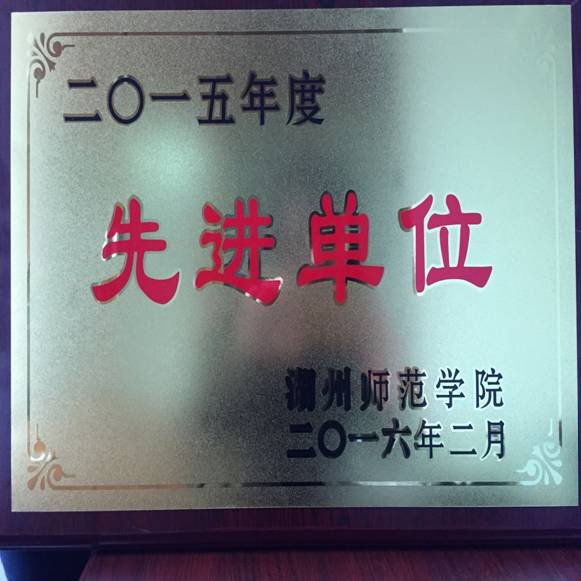 二〇一五年度
先进单位
湖州师范学院
二〇一六年二月